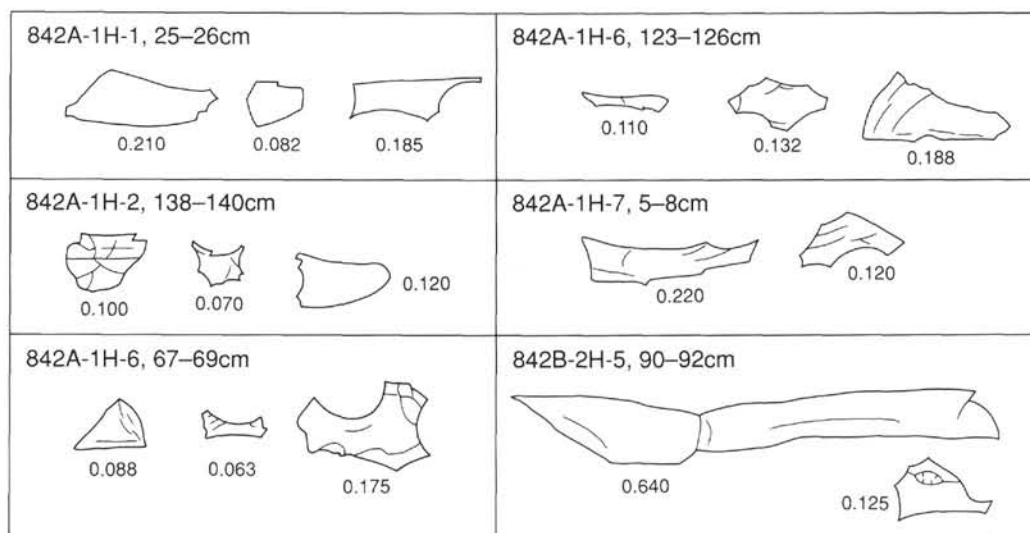 842A-1H-1, 25–26cm
0.210 0.082 0.185
842A-1H-6, 123–126cm
0.110 0.132 0.188
842A-1H-2, 138–140cm
0.100 0.070 0.120
842A-1H-7, 5–8cm
0.220 0.120
842A-1H-6, 67–69cm
0.088 0.063 0.175
842B-2H-5, 90–92cm
0.640 0.125